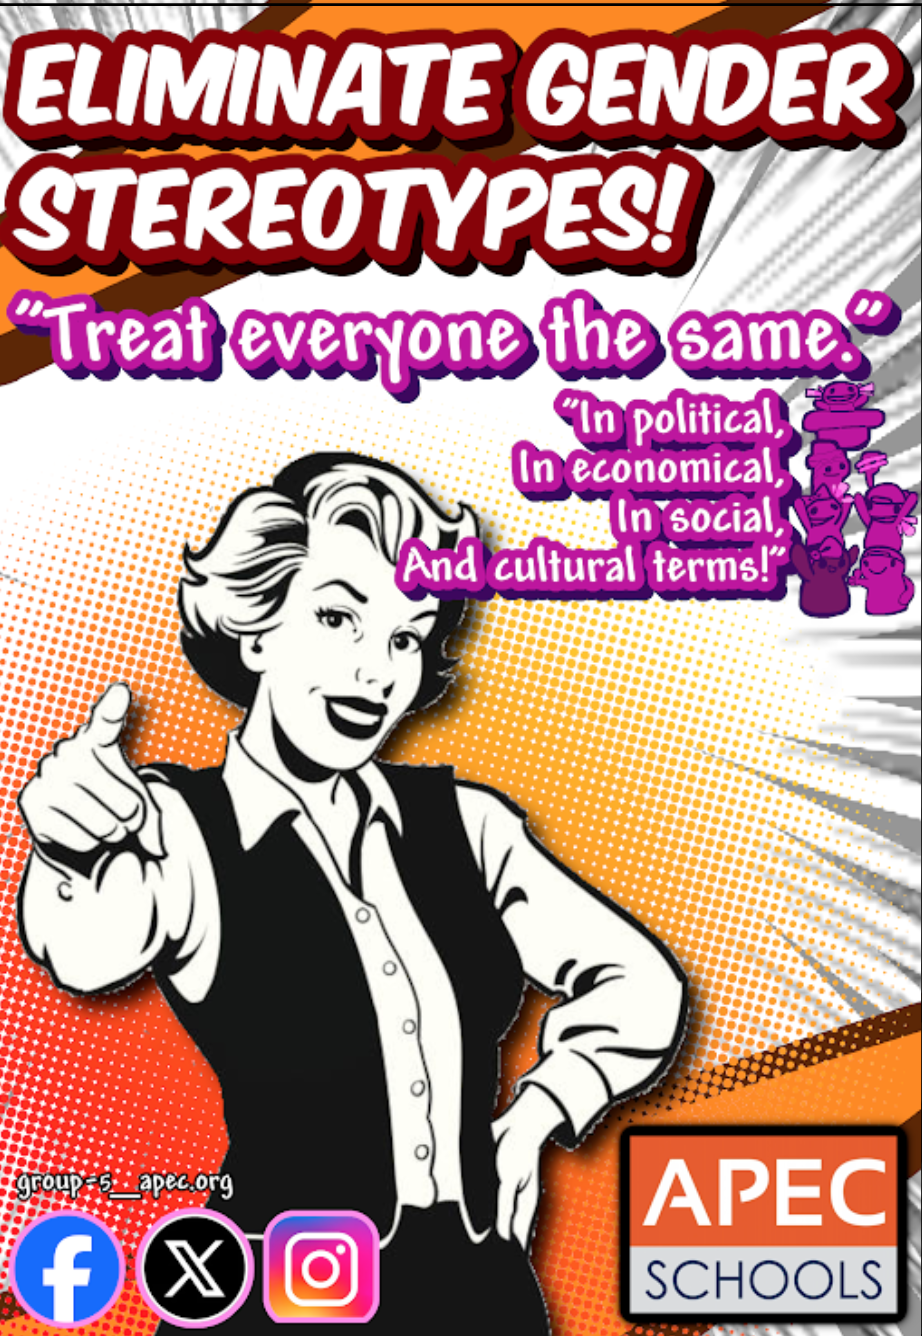 ELIMINATE GENDER
STEREOTYPES!
"Treat everyone the same."
"In political,
In economical,
In social,
And cultural terms!"
group-5__apec.org
APEC
SCHOOLS